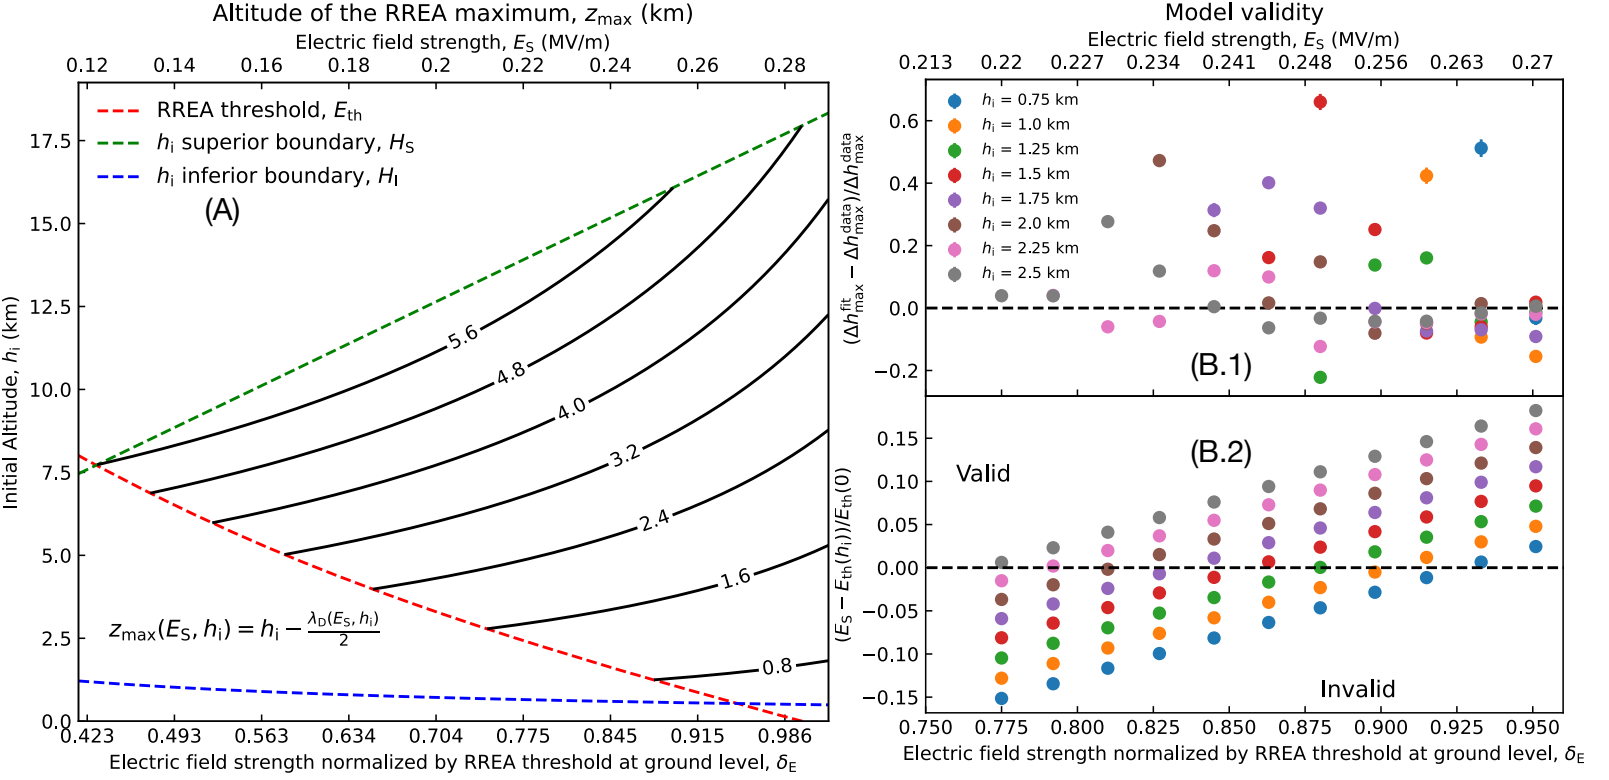 Altitude of the RREA maximum, z_max (km)
Electric field strength, E_S (MV/m)
0.12 0.14 0.16 0.18 0.2 0.22 0.24 0.26 0.28
RREA threshold, E_th
h_i superior boundary, H_S
h_i inferior boundary, H_I
(A)
Initial Altitude, h_i (km)
17.5
15.0
12.5
10.0
7.5
5.0
2.5
0.0
5.6
4.8
4.0
3.2
2.4
1.6
0.8
z_max(E_S, h_i) = h_i − λ_D(E_S, h_i)/2
0.423 0.493 0.563 0.634 0.704 0.775 0.845 0.915 0.986
Electric field strength normalized by RREA threshold at ground level, δ_E
Model validity
Electric field strength, E_S (MV/m)
0.213 0.22 0.227 0.234 0.241 0.248 0.256 0.263 0.27
h_i = 0.75 km
h_i = 1.0 km
h_i = 1.25 km
h_i = 1.5 km
h_i = 1.75 km
h_i = 2.0 km
h_i = 2.25 km
h_i = 2.5 km
(Δh_max^fit − Δh_max^data)/Δh_max^data
0.6
0.4
0.2
0.0
−0.2
(B.1)
(E_S − E_th(h_i))/E_th(0)
0.15
0.10
0.05
0.00
−0.05
−0.10
−0.15
(B.2)
Valid
Invalid
0.750 0.775 0.800 0.825 0.850 0.875 0.900 0.925 0.950
Electric field strength normalized by RREA threshold at ground level, δ_E